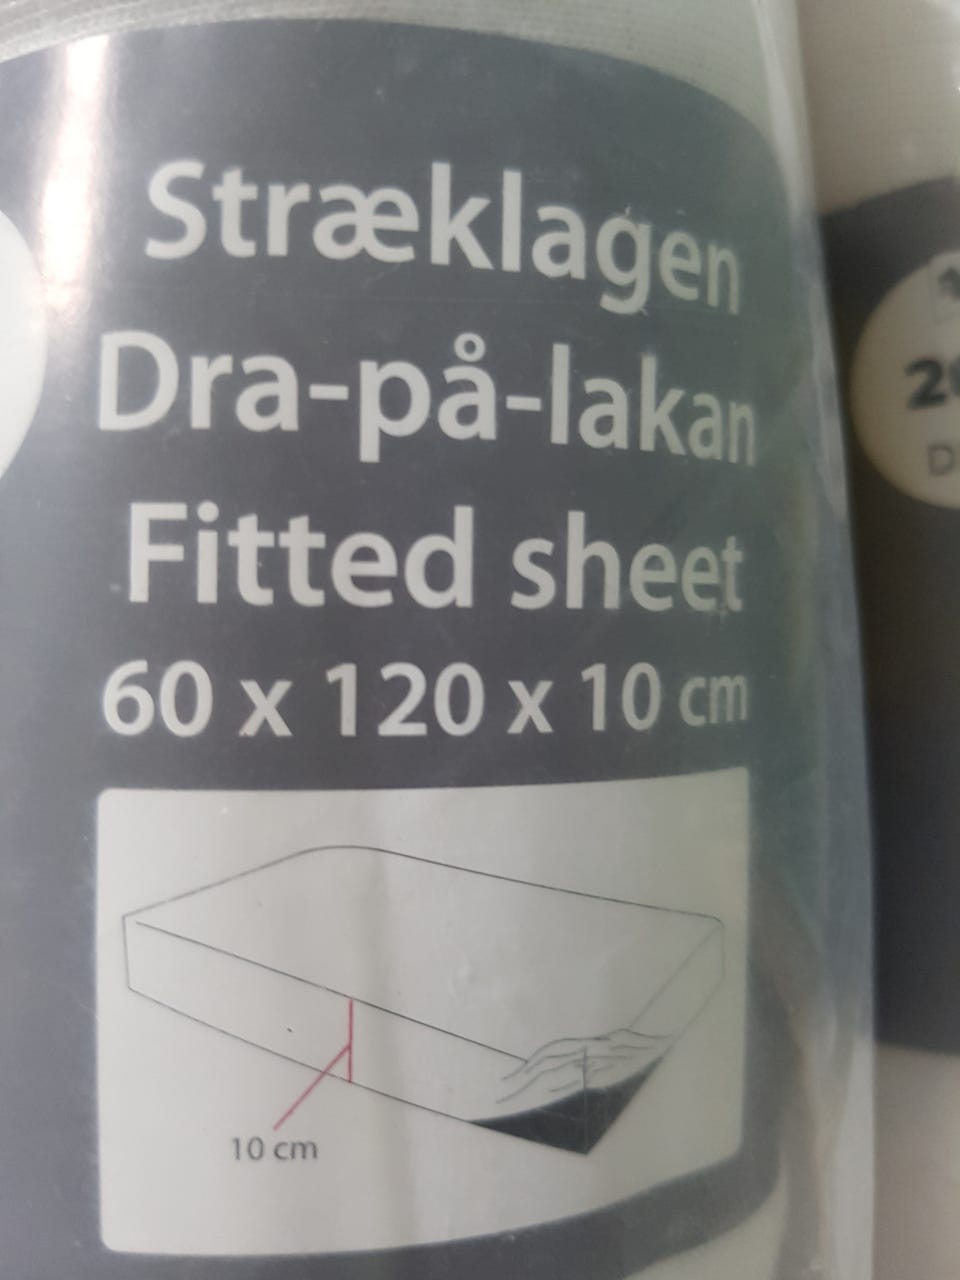 Stræklagen
Dra-på-lakan
Fitted sheet
60 x 120 x 10 cm
10 cm